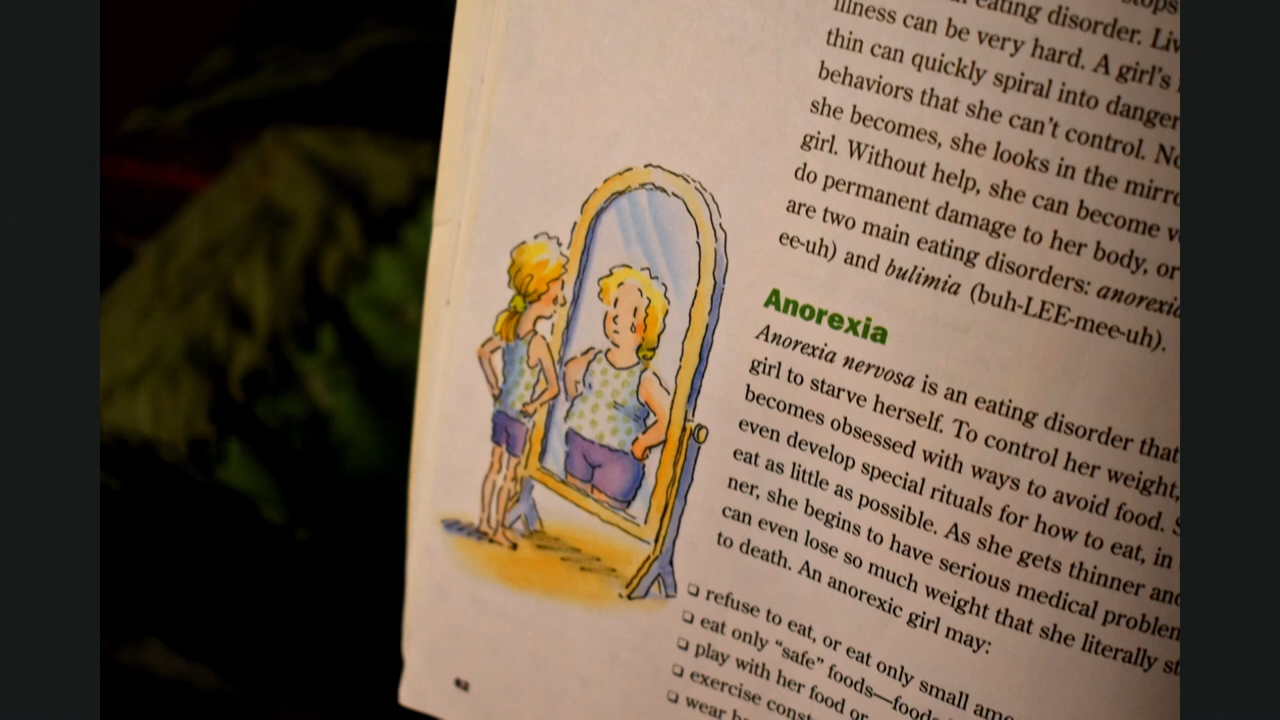 eating disorder. Liv
illness can be very hard. A girl's
thin can quickly spiral into danger
behaviors that she can't control. No
she becomes, she looks in the mirro
girl. Without help, she can become v
do permanent damage to her body, or
are two main eating disorders: anorexia
ee-uh) and bulimia (buh-LEE-mee-uh).
Anorexia
Anorexia nervosa is an eating disorder that
girl to starve herself. To control her weight,
becomes obsessed with ways to avoid food. S
even develop special rituals for how to eat, in
eat as little as possible. As she gets thinner and
ner, she begins to have serious medical problem
can even lose so much weight that she literally st
to death. An anorexic girl may:
❑ refuse to eat, or eat only small amo
❑ eat only “safe” foods—foods
❑ play with her food or
❑ exercise const
❑ wear